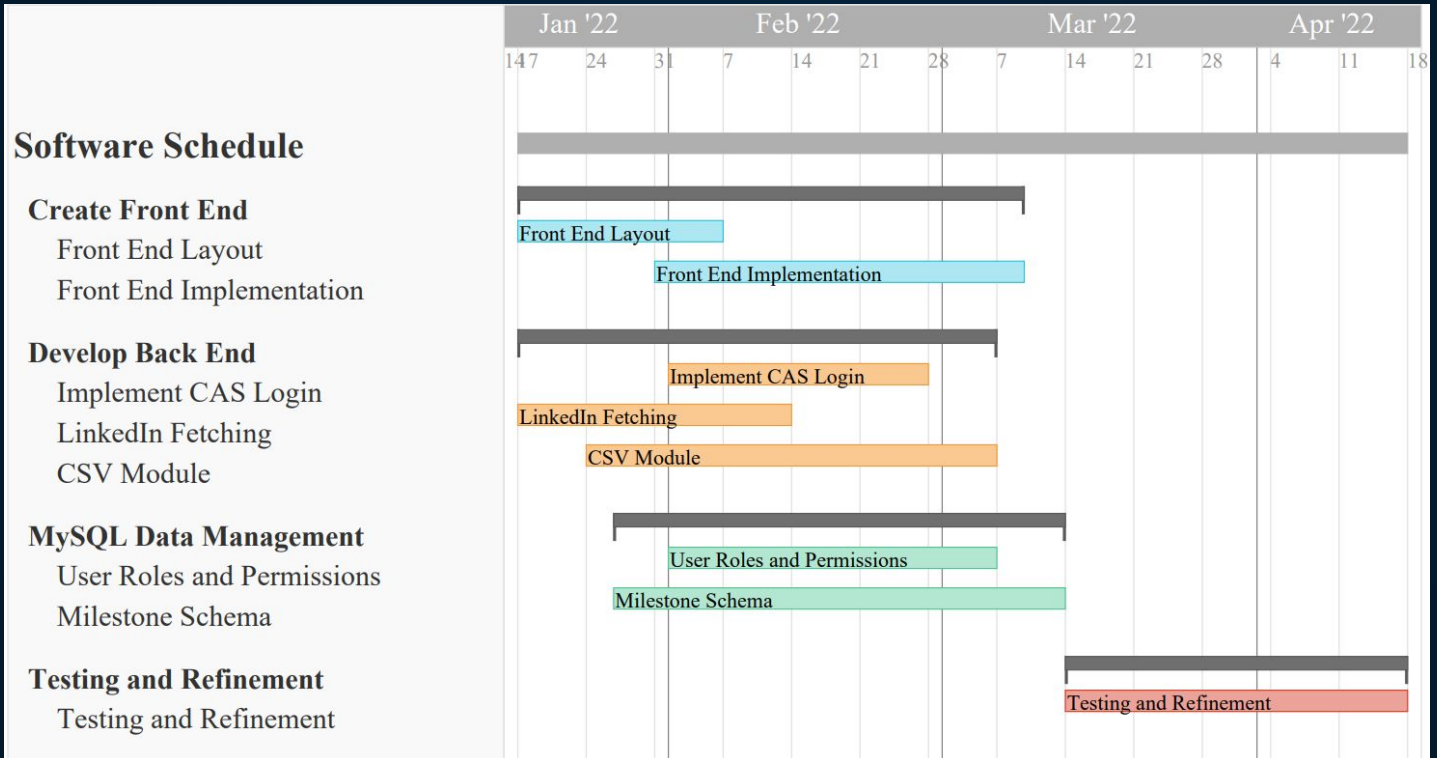 Jan '22 Feb '22 Mar '22 Apr '22
14 17 24 31 7 14 21 28 7 14 21 28 4 11 18
Software Schedule
Create Front End
Front End Layout Front End Layout
Front End Implementation Front End Implementation
Develop Back End
Implement CAS Login Implement CAS Login
LinkedIn Fetching LinkedIn Fetching
CSV Module CSV Module
MySQL Data Management
User Roles and Permissions User Roles and Permissions
Milestone Schema Milestone Schema
Testing and Refinement
Testing and Refinement Testing and Refinement